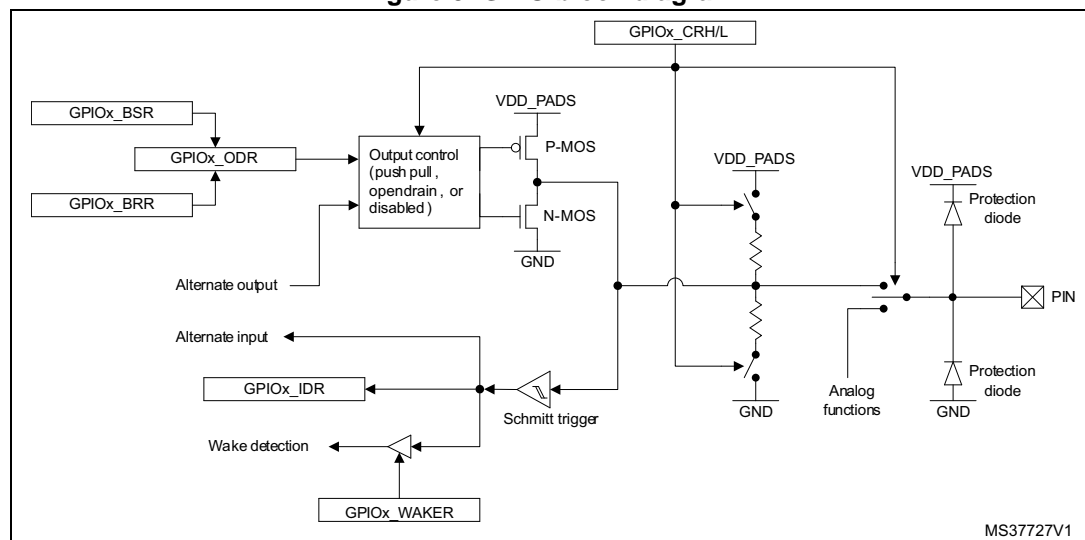 GPIOx_CRH/L
GPIOx_BSR
GPIOx_ODR
GPIOx_BRR
Output control
(push pull,
opendrain, or
disabled)
VDD_PADS
P-MOS
N-MOS
GND
VDD_PADS
GND
VDD_PADS
Protection
diode
PIN
Protection
diode
GND
Analog
functions
Alternate output
Alternate input
GPIOx_IDR
Schmitt trigger
Wake detection
GPIOx_WAKER
MS37727V1